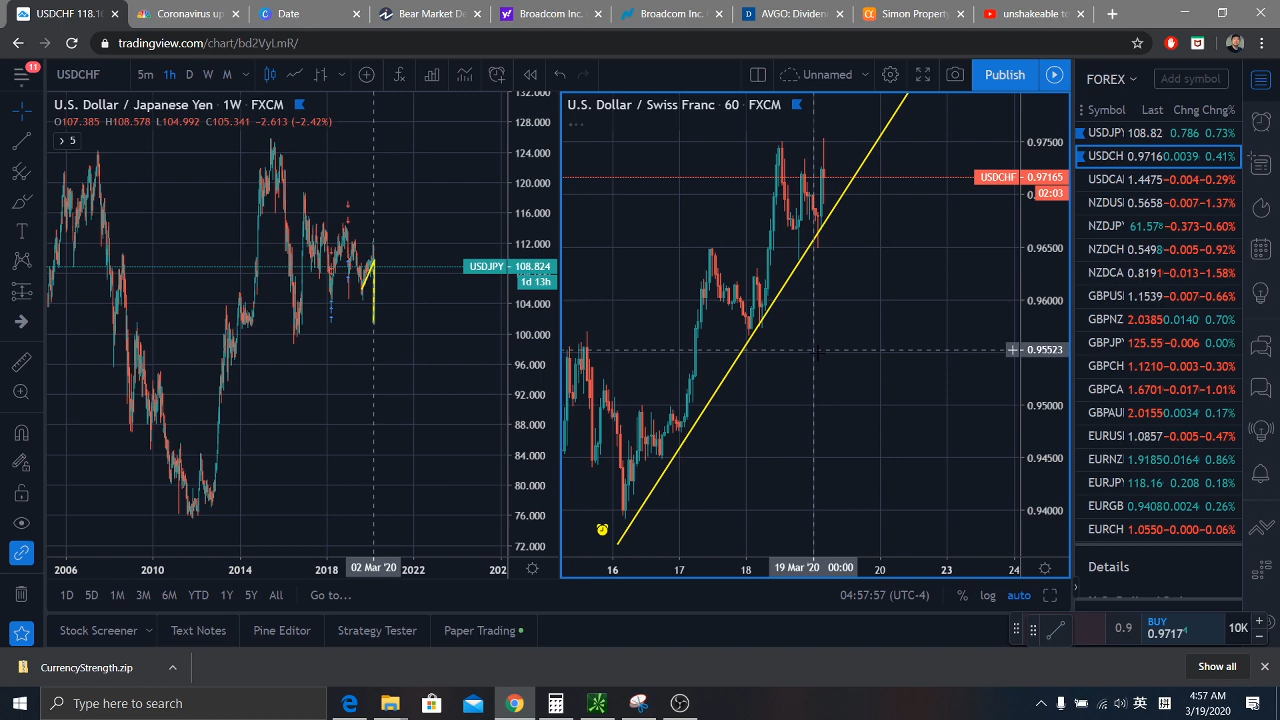 USDCHF 118.16
Coronavirus up
Date
Bear Market De
Broadcom Inc. (
Broadcom Inc. A
AVGO: Dividend
Simon Property
unshakeable to
tradingview.com/chart/bd2VyLmR/
11
USDCHF
5m 1h D W M
Unnamed
Publish
FOREX
Add symbol
U.S. Dollar / Japanese Yen · 1W · FXCM
O107.385 H108.578 L104.992 C105.341 -2.613 (-2.42%)
5
132.000
128.000
124.000
120.000
116.000
112.000
USDJPY 108.824
1d 13h
104.000
100.000
96.000
92.000
88.000
84.000
80.000
76.000
72.000
2006 2010 2014 2018 02 Mar '20 2022 202
U.S. Dollar / Swiss Franc · 60 · FXCM
0.97500
USDCHF 0.97165
02:03
0.96500
0.96000
0.95523
0.95000
0.94500
0.94000
16 17 18 19 Mar '20 00:00 20 23 24
Symbol Last Chng Chng%
USDJP 108.82 0.786 0.73%
USDCH 0.9716 0.0039 0.41%
USDCA 1.4475 -0.004 -0.29%
NZDUS 0.5658 -0.007 -1.37%
NZDJP 61.578 -0.373 -0.60%
NZDCH 0.5498 -0.005 -0.92%
NZDCA 0.8191 -0.013 -1.58%
GBPUS 1.1539 -0.007 -0.66%
GBPNZ 2.0385 0.0140 0.70%
GBPJP 125.55 -0.006 0.00%
GBPCH 1.1210 -0.003 -0.30%
GBPCA 1.6701 -0.017 -1.01%
GBPAU 2.0155 0.0034 0.17%
EURUS 1.0857 -0.005 -0.47%
EURNZ 1.9185 0.0164 0.86%
EURJP 118.16 0.208 0.18%
EURGB 0.9408 0.0024 0.26%
EURCH 1.0550 -0.000 -0.06%
Details
1D 5D 1M 3M 6M YTD 1Y 5Y All Go to...
04:57:57 (UTC-4) % log auto
Stock Screener Text Notes Pine Editor Strategy Tester Paper Trading
0.9
BUY
0.9717⁴
10K
CurrencyStrength.zip
Show all
Type here to search
英 拼
4:57 AM
3/19/2020